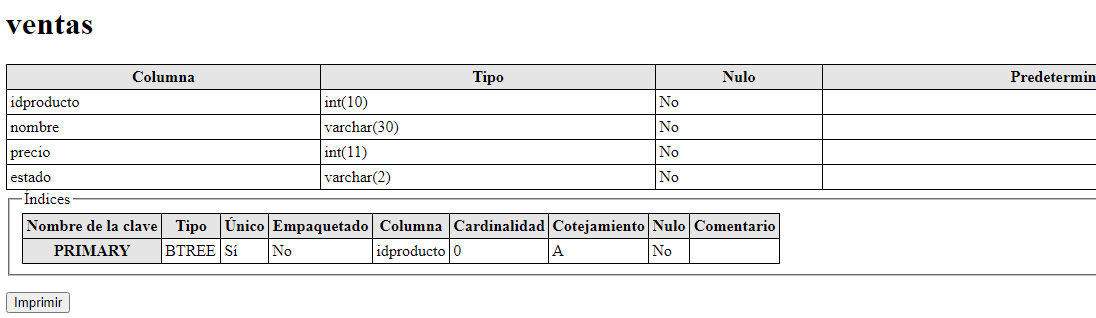 ventas
Columna Tipo Nulo Predetermin
idproducto int(10) No
nombre varchar(30) No
precio int(11) No
estado varchar(2) No
Índices
Nombre de la clave Tipo Único Empaquetado Columna Cardinalidad Cotejamiento Nulo Comentario
PRIMARY BTREE Sí No idproducto 0 A No
Imprimir